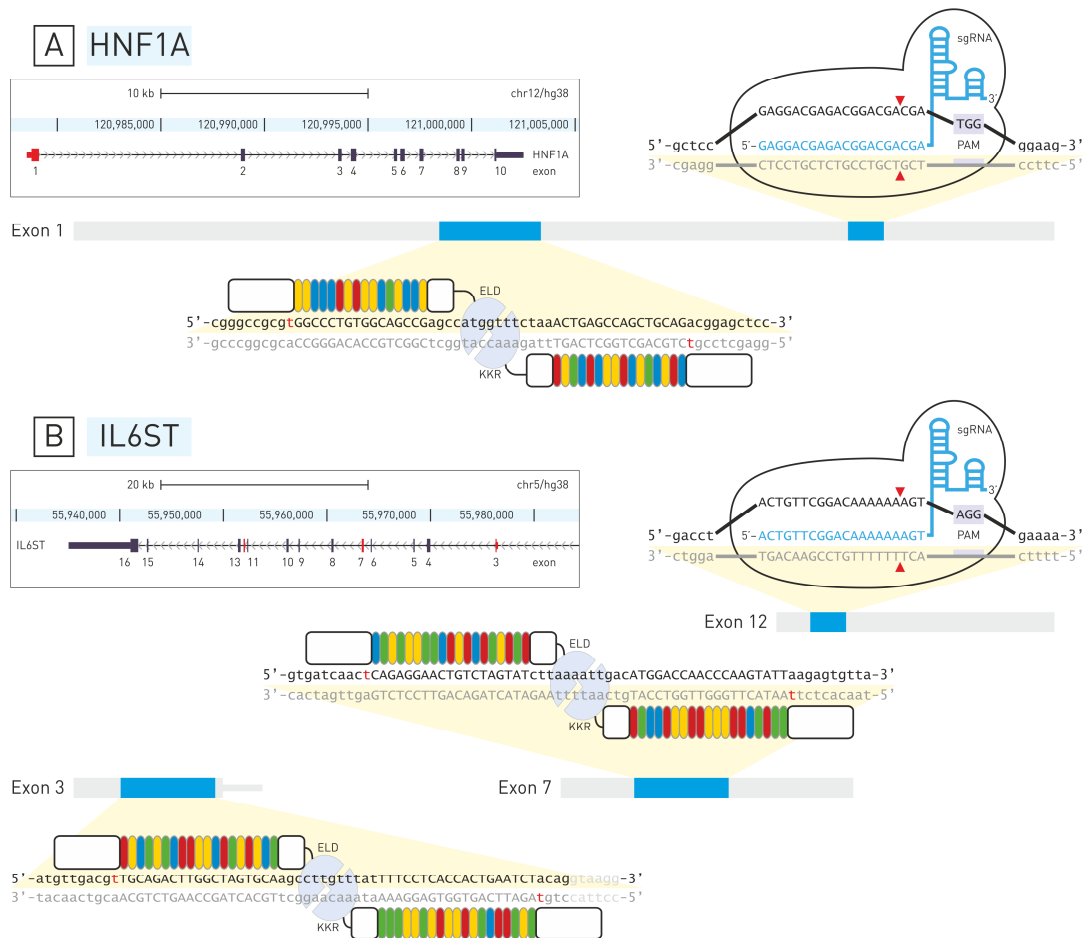 A HNF1A
10 kb chr12/hg38
120,985,000 120,990,000 120,995,000 121,000,000 121,005,000
HNF1A
1 2 3 4 5 6 7 8 9 10 exon
sgRNA
3'
GAGGACGAGACGGACGACGA TGG
5'-gctcc 5'-GAGGACGAGACGGACGACGA PAM ggaag-3'
3'-cgagg CTCCTGCTCTGCCTGCTGCT ccttc-5'
Exon 1
ELD
5'-cgggccgcgtGGCCCTGTGGCAGCCGAgccatggtttctaaACTGAGCCAGCTGCAGacggagctcc-3'
3'-gcccggcgcaCCGGGACACCGTCGGCTcggtaccaaagattTGACTCGGTCGACGTCtgcctcgagg-5'
KKR
B IL6ST
20 kb chr5/hg38
55,940,000 55,950,000 55,960,000 55,970,000 55,980,000
IL6ST
16 15 14 13 11 10 9 8 7 6 5 4 3 exon
sgRNA
3'
ACTGTTCGGACAAAAAAAGT AGG
5'-gacct 5'-ACTGTTCGGACAAAAAAAGT PAM gaaaa-3'
3'-ctgga TGACAAGCCTGTTTTTTTCA ctttt-5'
Exon 12
ELD
5'-gtgatcaactCAGAGGAACTGTCTAGTATCttaaaattgacATGGACCAACCCAAGTATTaagagtgtta-3'
3'-cactagttgaGTCTCCTTGACAGATCATAGAAttttaactgTACCTGGTTGGGTTCATAAttctcacaat-5'
KKR
Exon 3 Exon 7
ELD
5'-atgttgacgtTGCAGACTTGGCTAGTGCAagccttgtttatTTTCCTCACCACTGAATCTacaggtaagg-3'
3'-tacaactgcaACGTCTGAACCGATCACGTtcggaacaaataAAAGGAGTGGTGACTTAGAtgtccattcc-5'
KKR